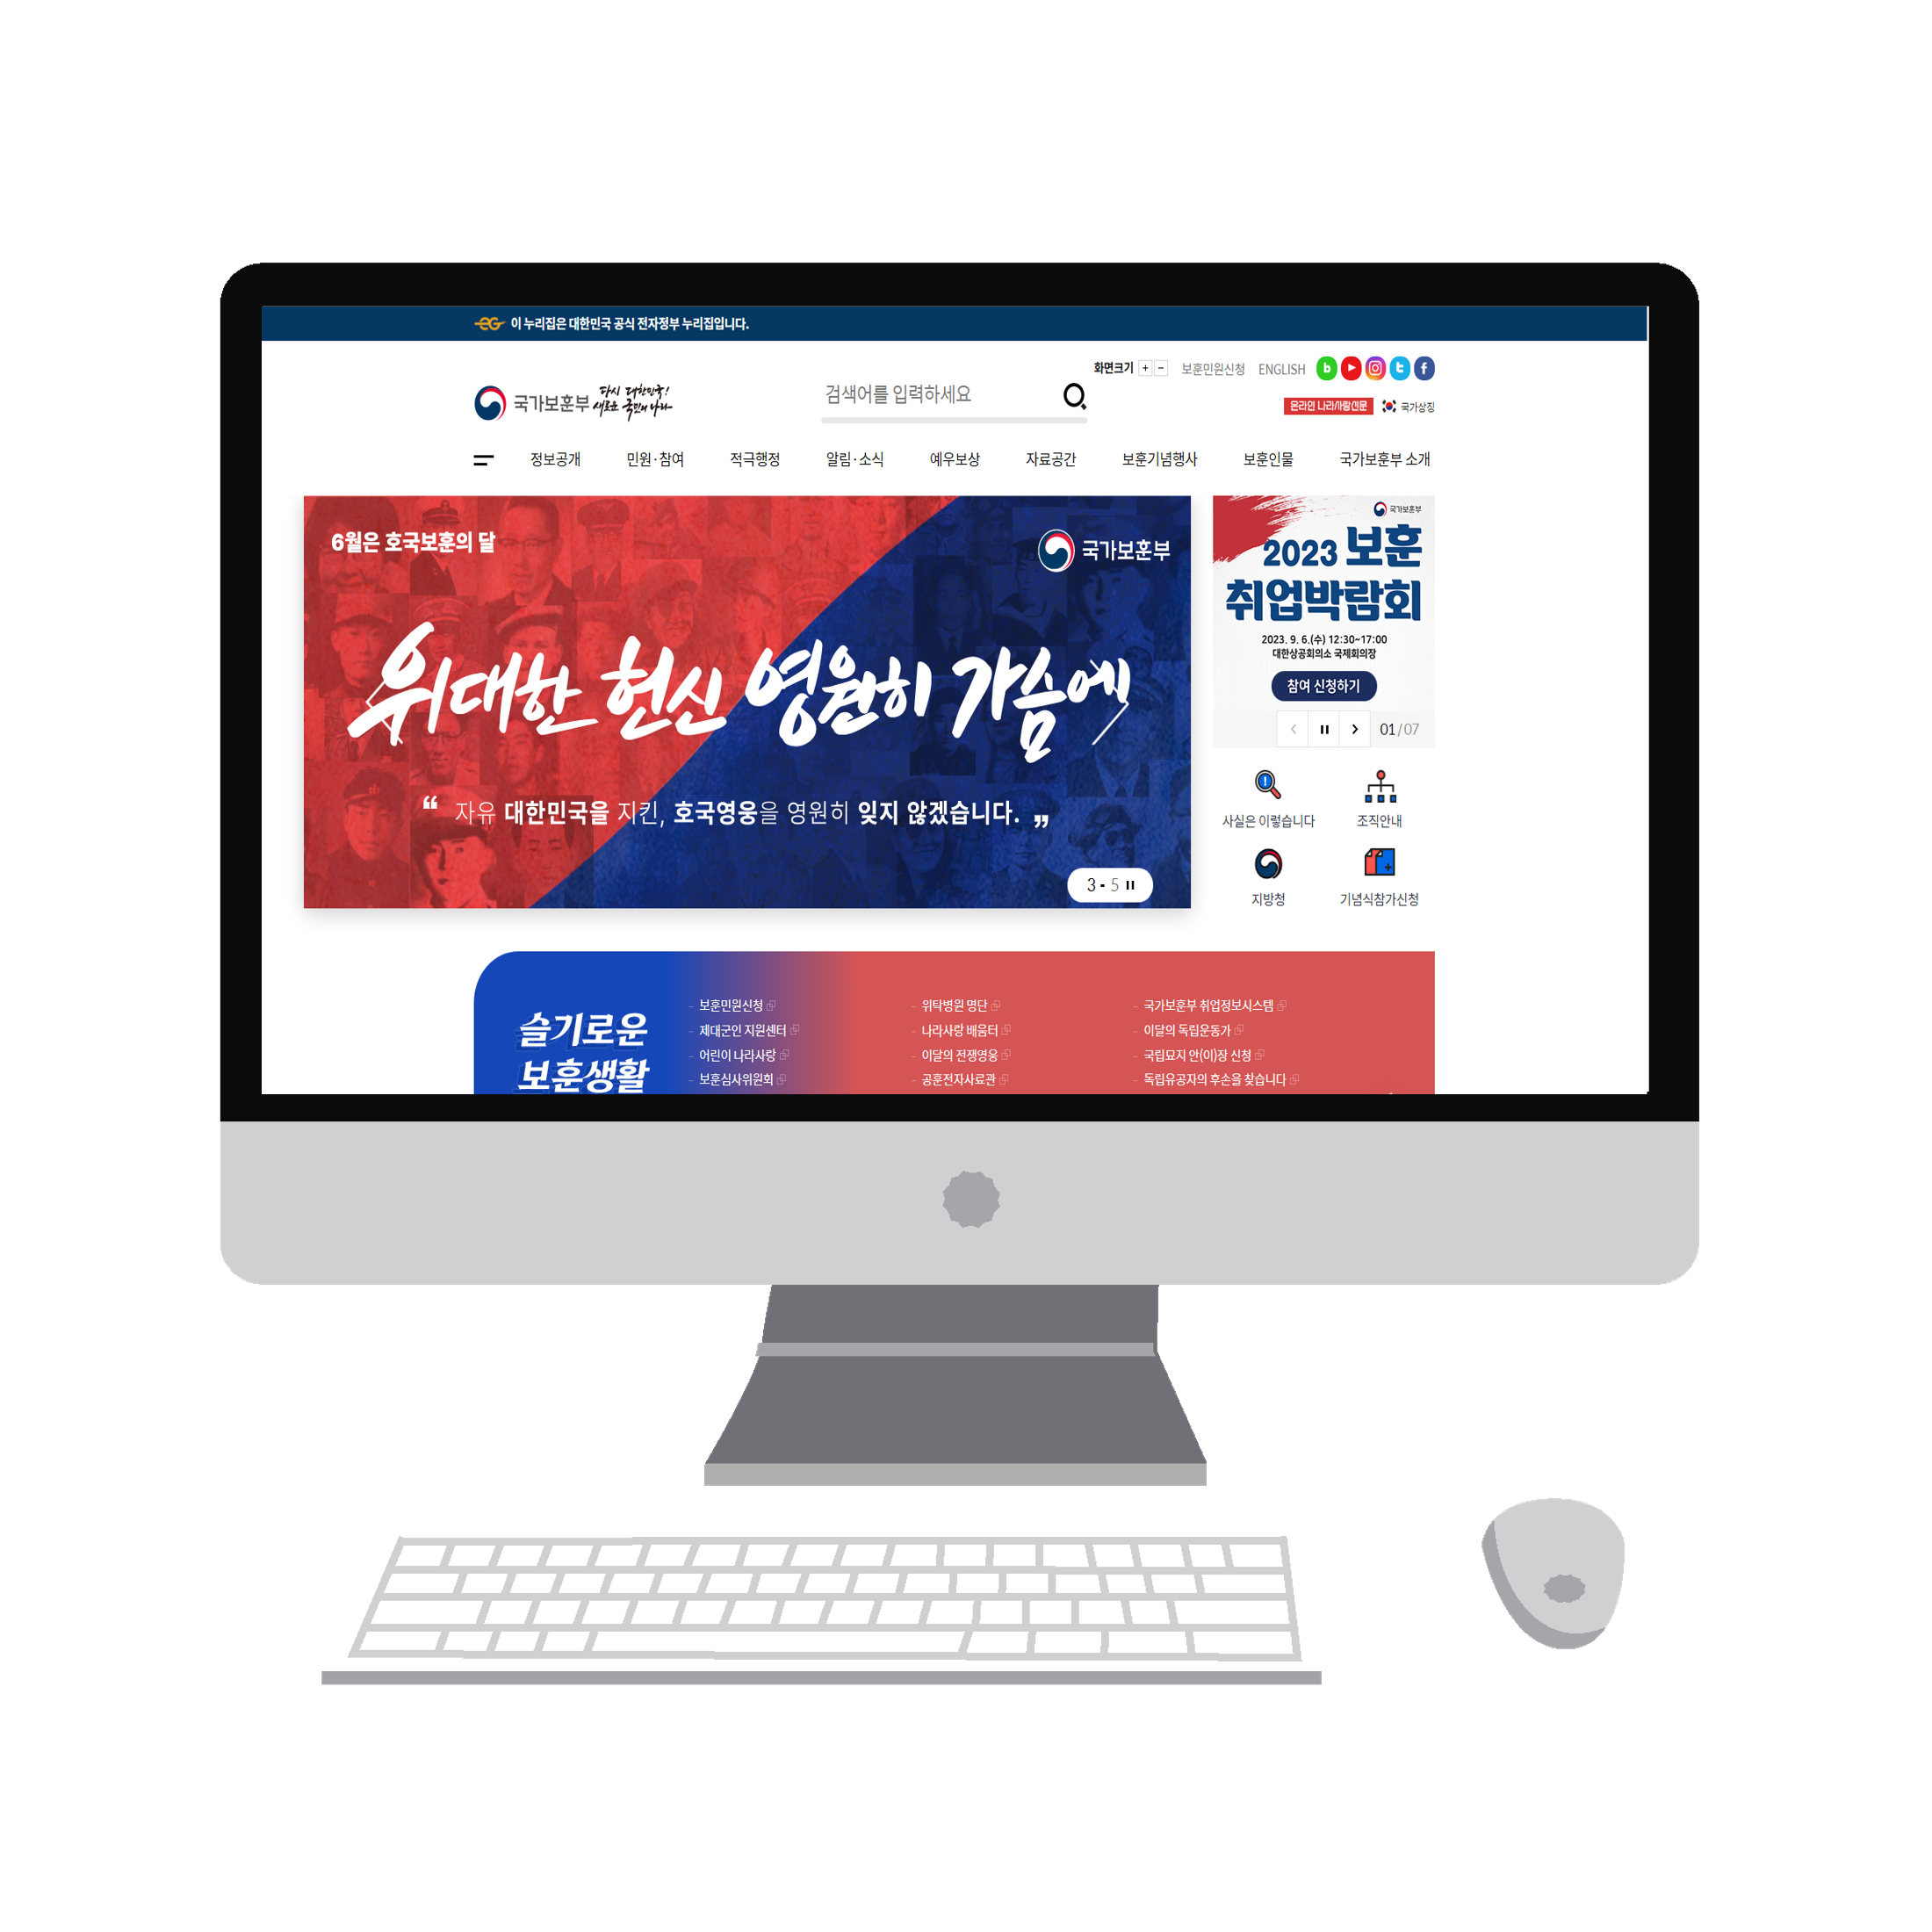 이 누리집은 대한민국 공식 전자정부 누리집입니다.
화면크기 + - 보훈민원신청 ENGLISH
국가보훈부 다시 대한민국!
새로운 국민의 나라
검색어를 입력하세요
온라인 나라사랑신문 국가상징
정보공개 민원·참여 적극행정 알림·소식 예우보상 자료공간 보훈기념행사 보훈인물 국가보훈부 소개
6월은 호국보훈의 달
국가보훈부
위대한 헌신 영원히 가슴에
“ 자유 대한민국을 지킨, 호국영웅을 영원히 잊지 않겠습니다. ”
3 - 5
국가보훈부
2023 보훈
취업박람회
2023. 9. 6.(수) 12:30~17:00
대한상공회의소 국제회의장
참여 신청하기
01/07
사실은 이렇습니다 조직안내
지방청 기념식참가신청
슬기로운
보훈생활
- 보훈민원신청
- 제대군인 지원센터
- 어린이 나라사랑
- 보훈심사위원회
- 위탁병원 명단
- 나라사랑 배움터
- 이달의 전쟁영웅
- 공훈전자사료관
- 국가보훈부 취업정보시스템
- 이달의 독립운동가
- 국립묘지 안(이)장 신청
- 독립유공자의 후손을 찾습니다